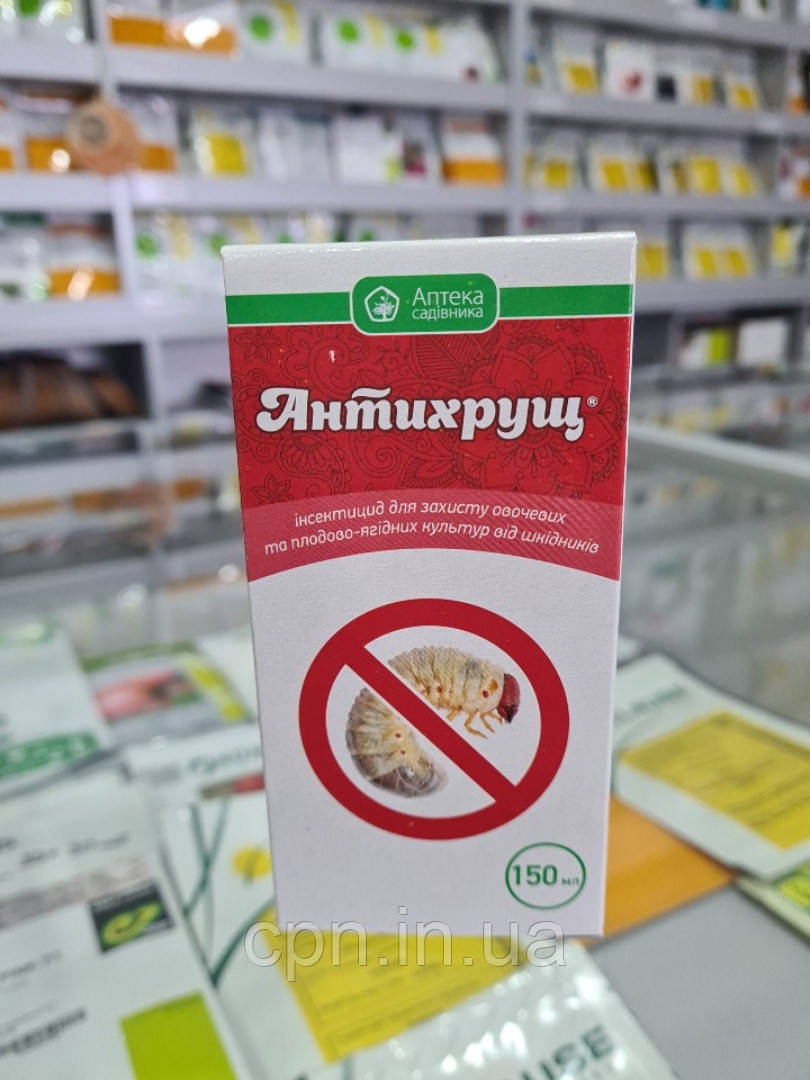 Аптека
садівника
Антихрущ®
інсектицид для захисту овочевих
та плодово-ягідних культур від шкідників
150 мл
cpn.in.ua